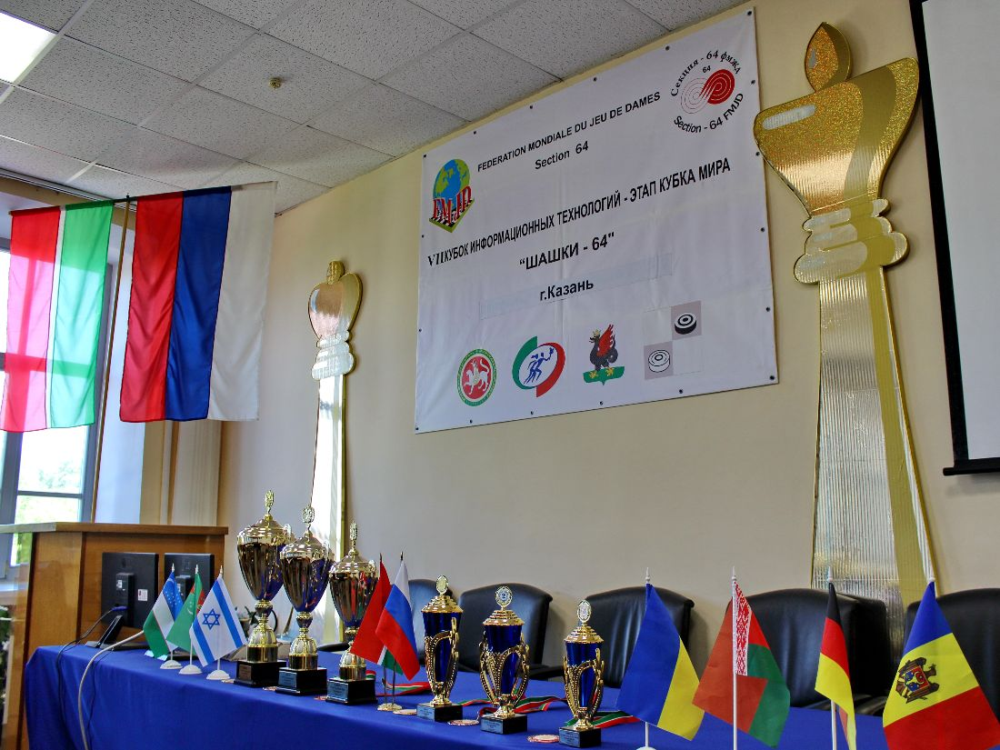 FEDERATION MONDIALE DU JEU DE DAMES
Section 64
Секция - 64 фмжд
64
Section - 64 FMJD
FMJD
VII КУБОК ИНФОРМАЦИОННЫХ ТЕХНОЛОГИЙ - ЭТАП КУБКА МИРА
"ШАШКИ - 64"
г.Казань